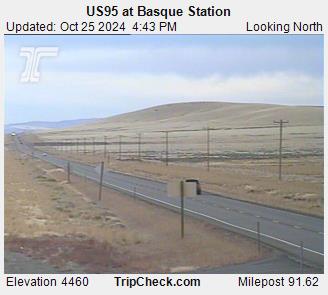 US95 at Basque Station
Updated: Oct 25 2024 4:43 PM Looking North
Elevation 4460 TripCheck.com Milepost 91.62